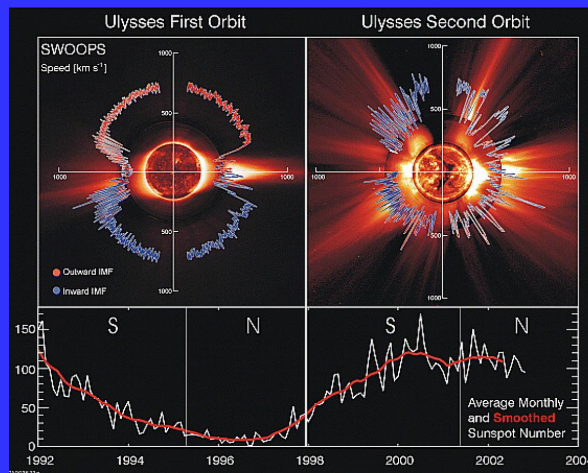 Ulysses First Orbit
Ulysses Second Orbit
SWOOPS
Speed [km s⁻¹]
1000
1000
500
500
1000
1000
1000
1000
500
500
500
500
1000
1000
Outward IMF
Inward IMF
S N
S N
150
100
50
0
Average Monthly
and Smoothed
Sunspot Number
1992 1994 1996 1998 2000 2002 200